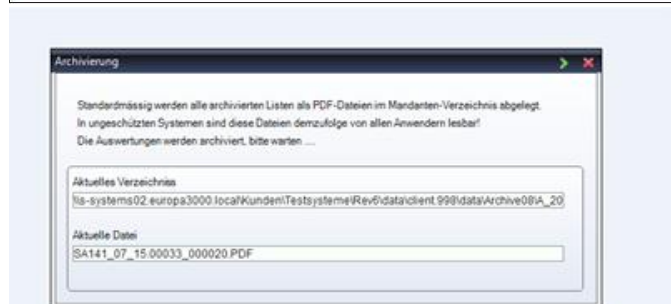 Archivierung
Standardmässig werden alle archivierten Listen als PDF-Dateien im Mandanten-Verzeichnis abgelegt.
In ungeschützten Systemen sind diese Dateien demzufolge von allen Anwendern lesbar!
Die Auswertungen werden archiviert, bitte warten ....
Aktuelles Verzeichniss
\\s-systems02.europa3000.local\Kunden\Testsysteme\Rev6\data\client.998\data\Archive08\A_20
Aktuelle Datei
SA141_07_15.00033_000020.PDF